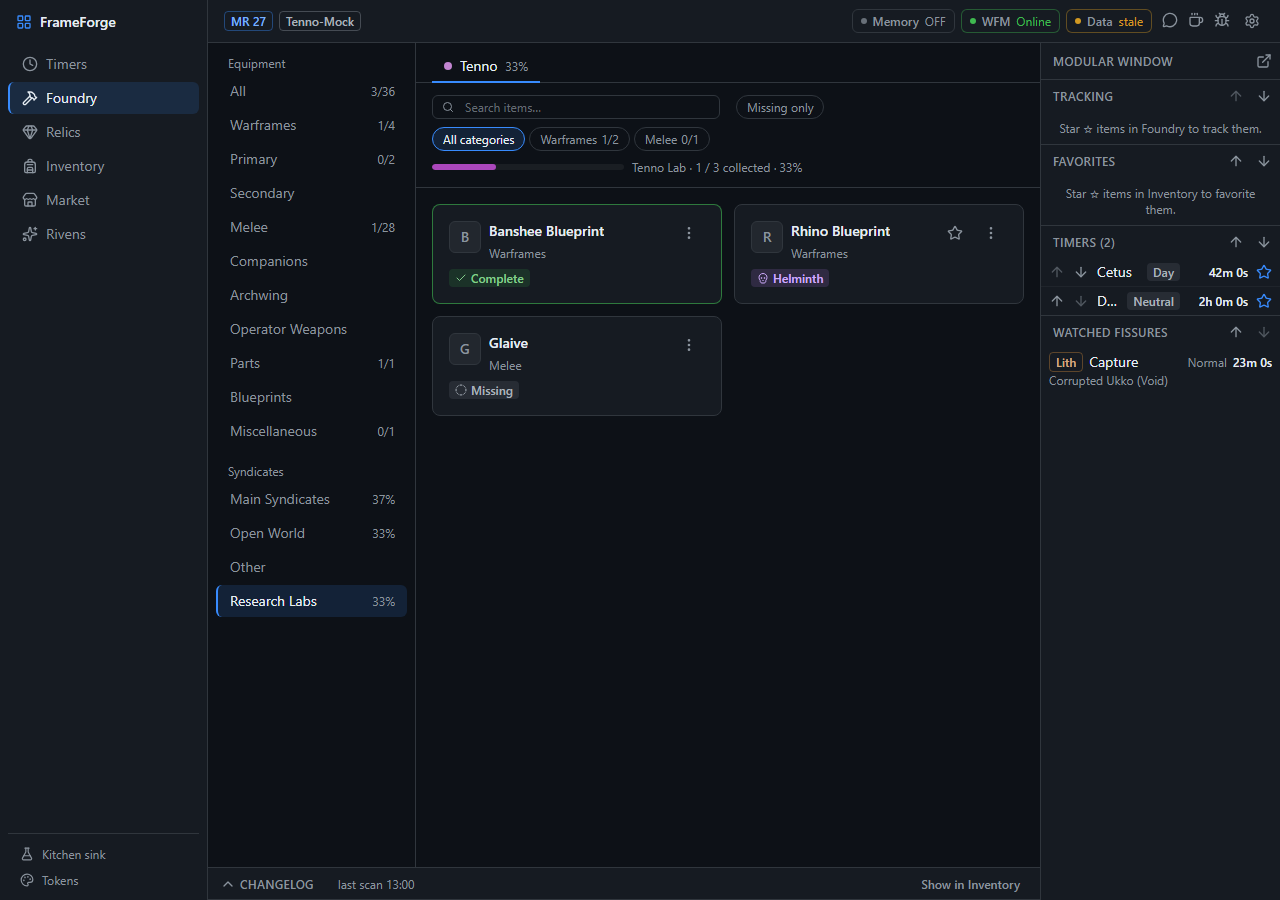 FrameForge
Timers
Foundry
Relics
Inventory
Market
Rivens
Kitchen sink
Tokens
MR 27
Tenno-Mock
Memory OFF
WFM Online
Data stale
Equipment
All 3/36
Warframes 1/4
Primary 0/2
Secondary
Melee 1/28
Companions
Archwing
Operator Weapons
Parts 1/1
Blueprints
Miscellaneous 0/1
Syndicates
Main Syndicates 37%
Open World 33%
Other
Research Labs 33%
Tenno 33%
Search items...
Missing only
All categories
Warframes 1/2
Melee 0/1
Tenno Lab · 1 / 3 collected · 33%
B
Banshee Blueprint
Warframes
Complete
R
Rhino Blueprint
Warframes
Helminth
G
Glaive
Melee
Missing
CHANGELOG
last scan 13:00
Show in Inventory
MODULAR WINDOW
TRACKING
Star ☆ items in Foundry to track them.
FAVORITES
Star ☆ items in Inventory to favorite
them.
TIMERS (2)
Cetus Day 42m 0s
D... Neutral 2h 0m 0s
WATCHED FISSURES
Lith Capture Normal 23m 0s
Corrupted Ukko (Void)